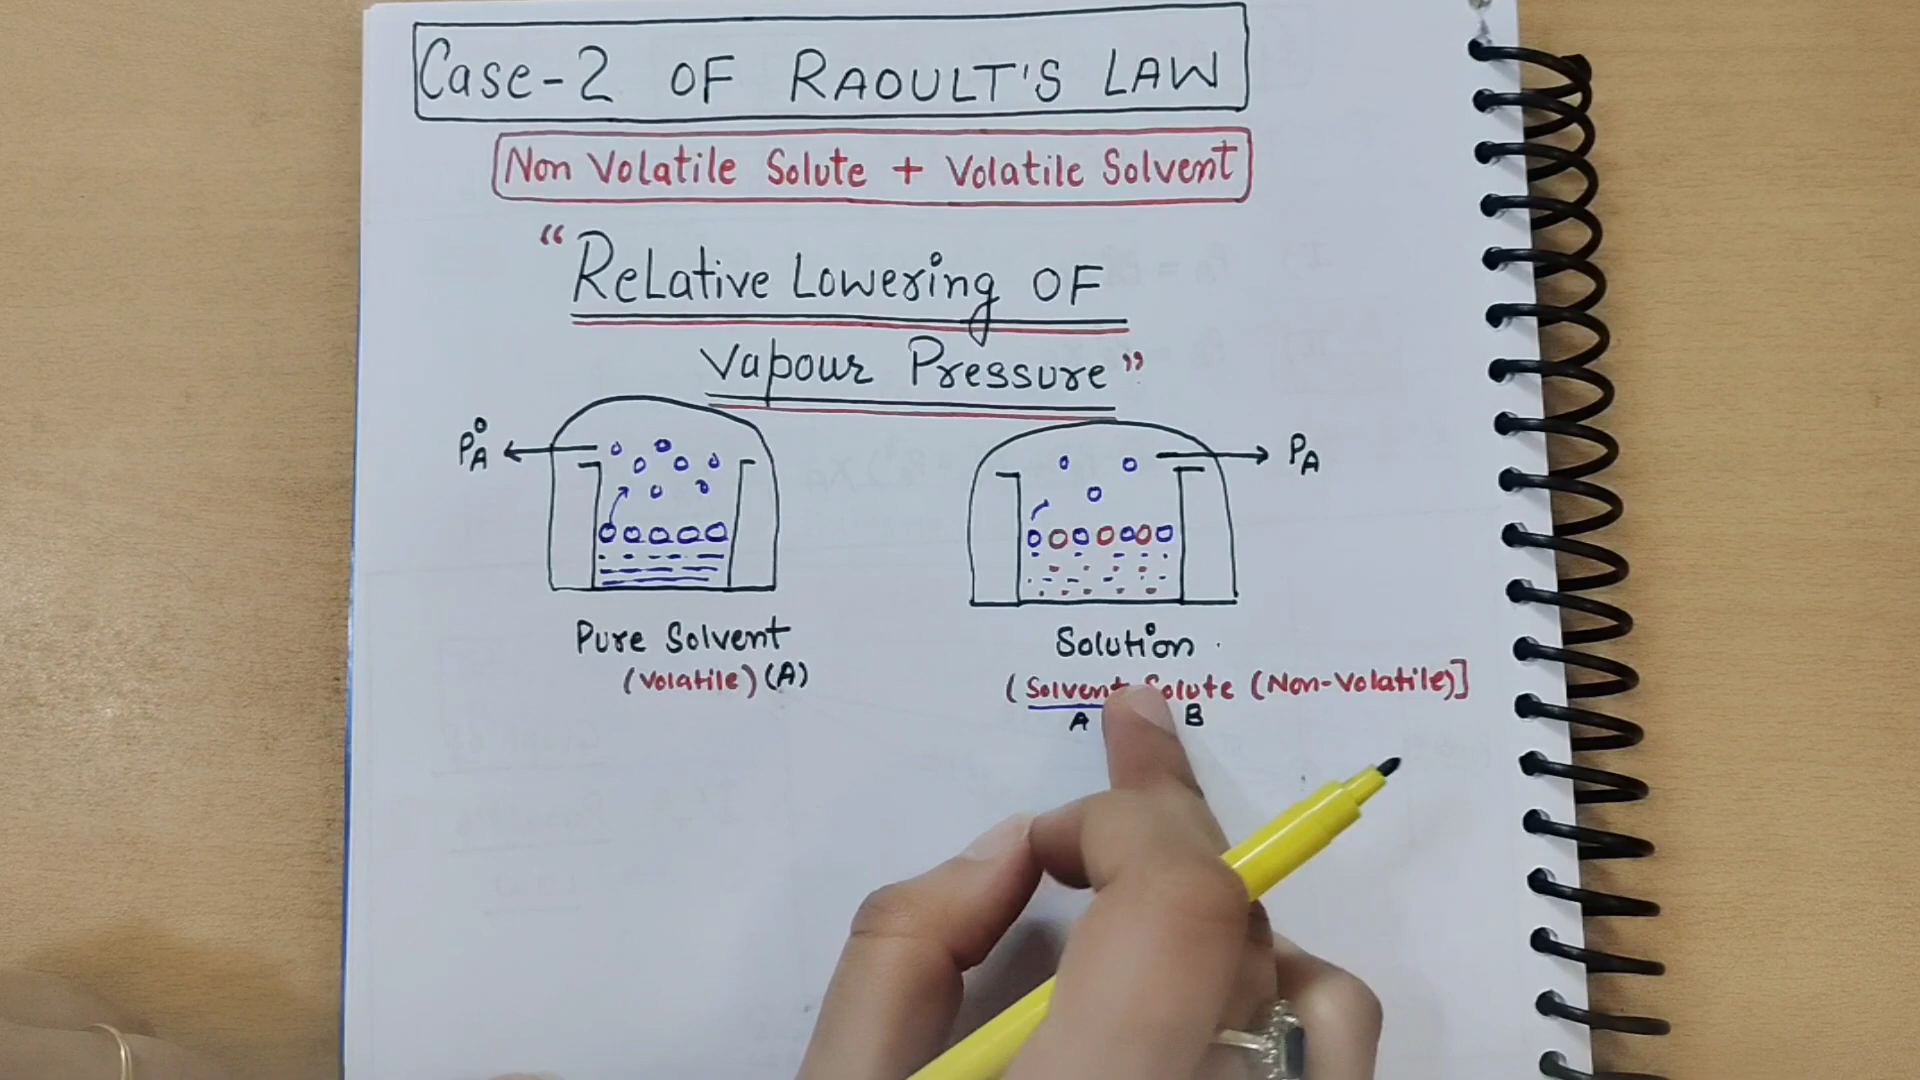 Case-2 OF RAOULT'S LAW
Non Volatile Solute + Volatile Solvent
"Relative Lowering OF
Vapour Pressure"
P°A
PA
Pure Solvent
(Volatile) (A)
Solution
(Solvent Solute (Non-Volatile)]
A B